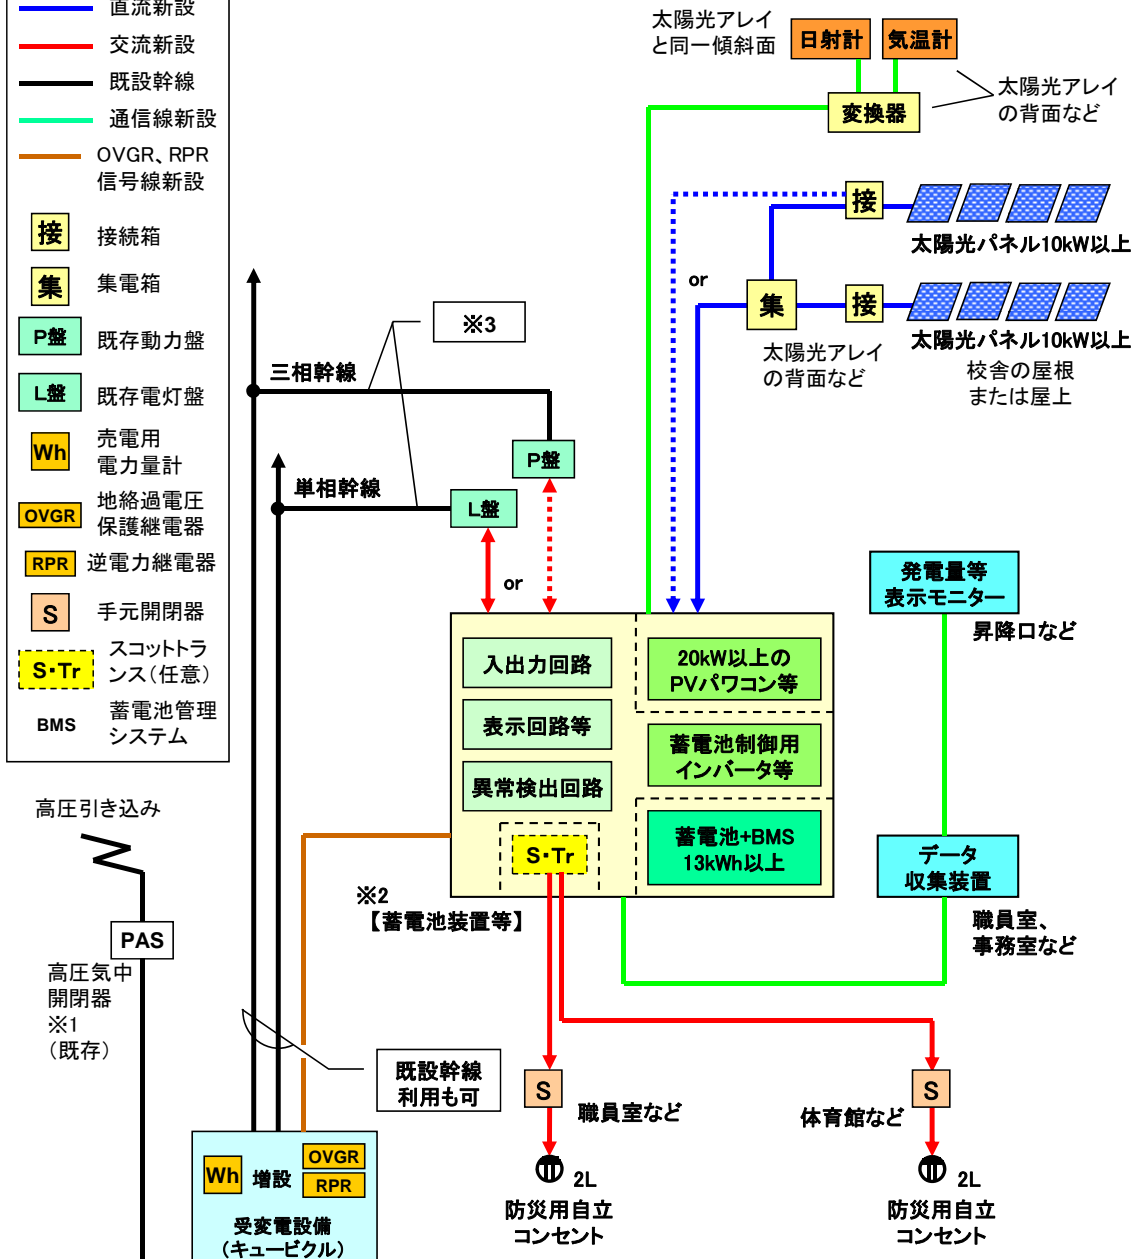 直流新設
交流新設
既設幹線
通信線新設
OVGR、RPR
信号線新設
接
接続箱
集
集電箱
P盤
既存動力盤
L盤
既存電灯盤
Wh
売電用
電力量計
OVGR
地絡過電圧
保護継電器
RPR
逆電力継電器
S
手元開閉器
S・Tr
スコットトラ
ンス（任意）
BMS
蓄電池管理
システム
太陽光アレイ
と同一傾斜面
日射計
気温計
変換器
太陽光アレイ
の背面など
接
太陽光パネル10kW以上
or
集
接
太陽光パネル10kW以上
太陽光アレイ
の背面など
校舎の屋根
または屋上
※3
三相幹線
P盤
単相幹線
L盤
or
入出力回路
表示回路等
異常検出回路
S・Tr
20kW以上の
PVパワコン等
蓄電池制御用
インバータ等
蓄電池+BMS
13kWh以上
※2
【蓄電池装置等】
発電量等
表示モニター
昇降口など
データ
収集装置
職員室、
事務室など
高圧引き込み
PAS
高圧気中
開閉器
※1
（既存）
既設幹線
利用も可
S
職員室など
2L
防災用自立
コンセント
S
体育館など
2L
防災用自立
コンセント
Wh
増設
OVGR
RPR
受変電設備
（キュービクル）